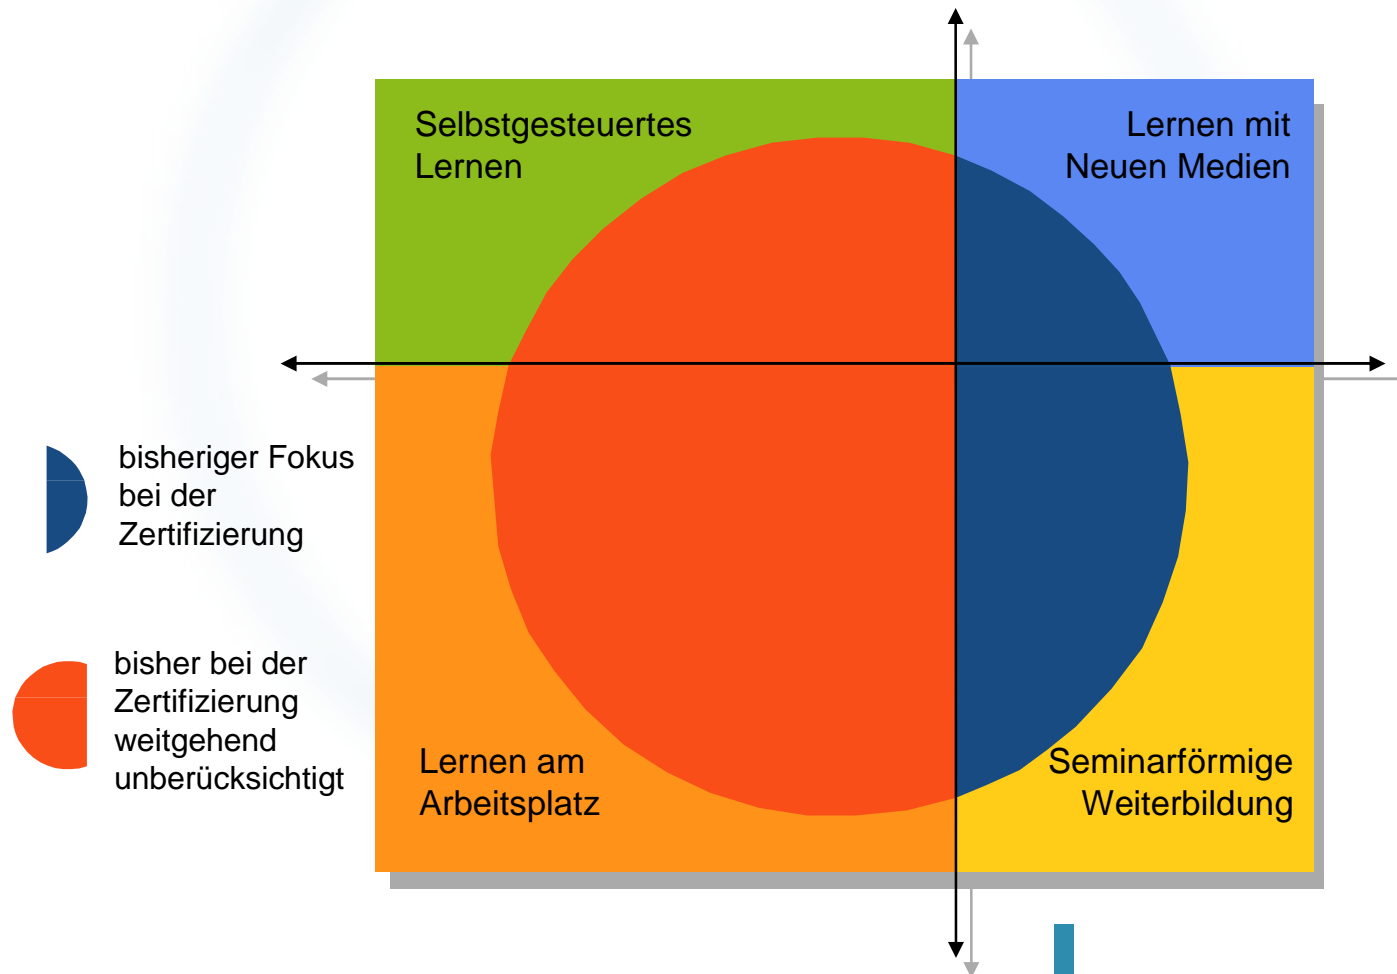 Selbstgesteuertes
Lernen
Lernen mit
Neuen Medien
bisheriger Fokus
bei der
Zertifizierung
bisher bei der
Zertifizierung
weitgehend
unberücksichtigt
Lernen am
Arbeitsplatz
Seminarförmige
Weiterbildung